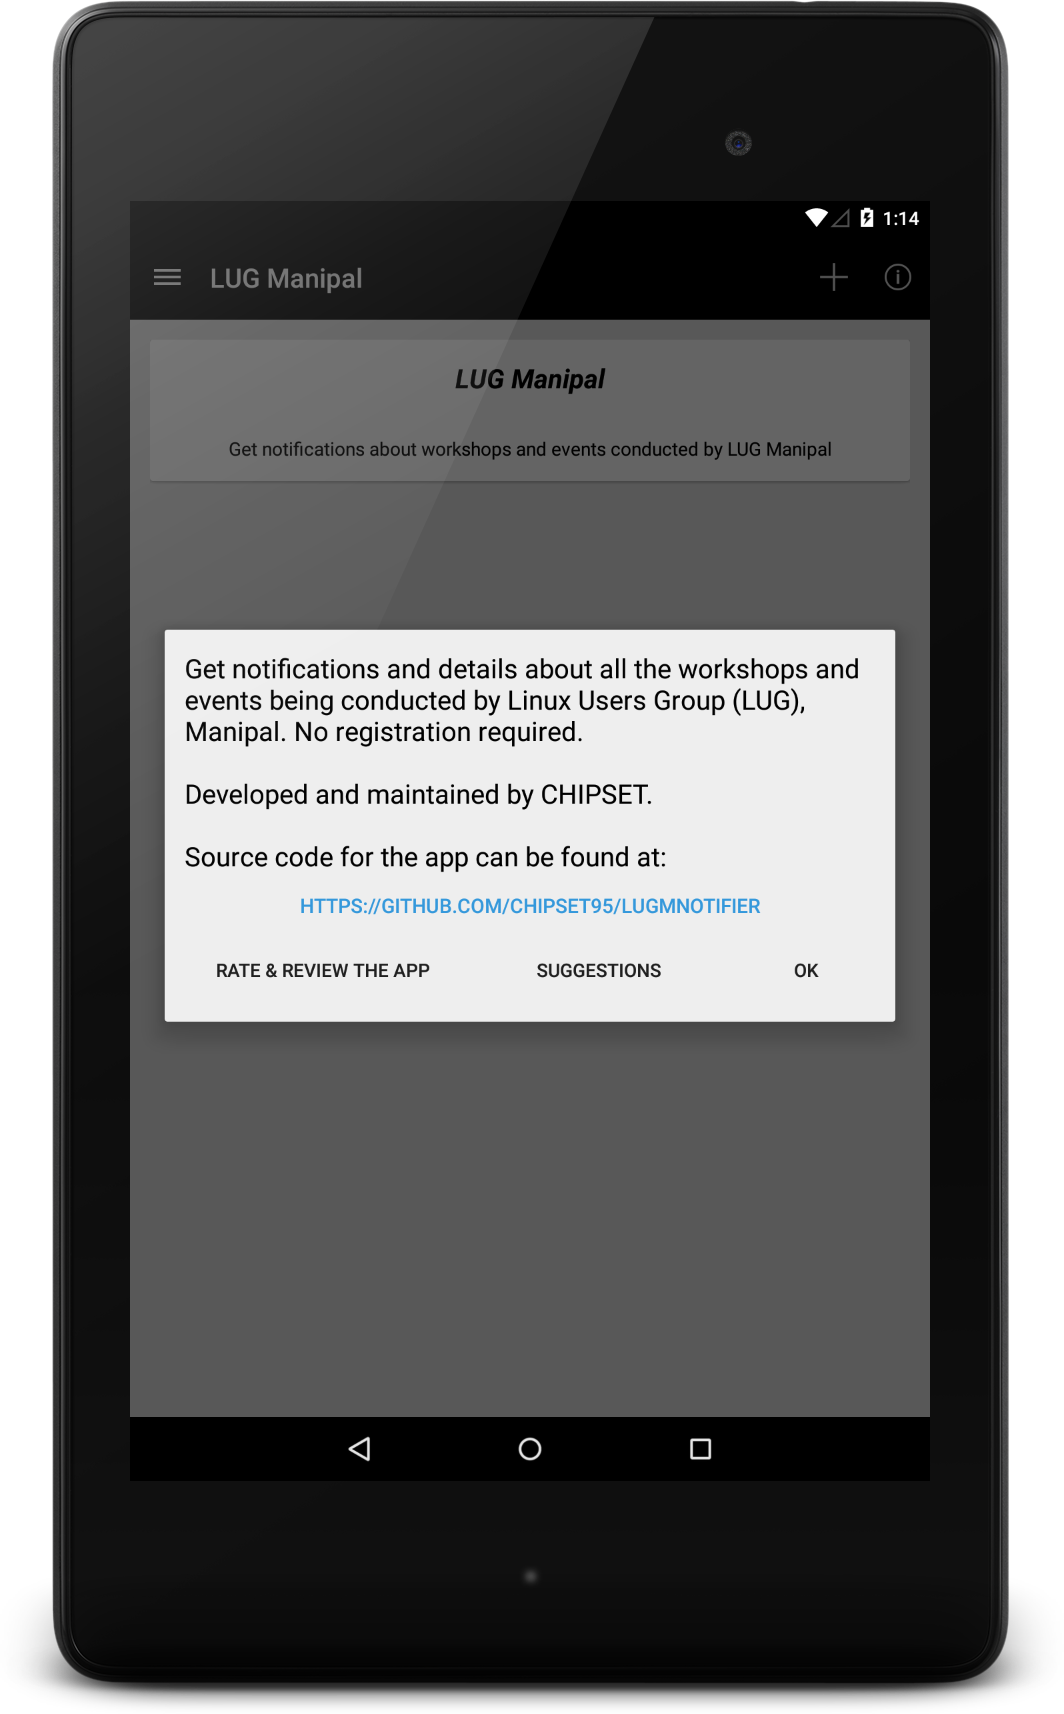 1:14
LUG Manipal
LUG Manipal
Get notifications about workshops and events conducted by LUG Manipal
Get notifications and details about all the workshops and
events being conducted by Linux Users Group (LUG),
Manipal. No registration required.
Developed and maintained by CHIPSET.
Source code for the app can be found at:
HTTPS://GITHUB.COM/CHIPSET95/LUGMNOTIFIER
RATE & REVIEW THE APP SUGGESTIONS OK